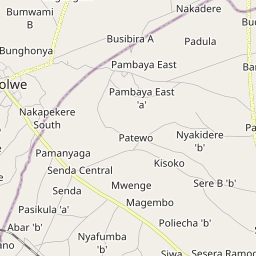 Bumwami
B
Nakadere
Busibira A
Padula
Bunghonya
Pambaya East
olwe
Pambaya East
'a'
Nakapekere
South
Patewo
Nyakidere
'b'
Pamanyaga
Kisoko
Senda Central
Sere B 'b'
Senda
Mwenge
Magembo
Pasikula 'a'
Poliecha 'b'
Abar 'b'
Nyafumba
'b'
Siwa
Sesera Ramog